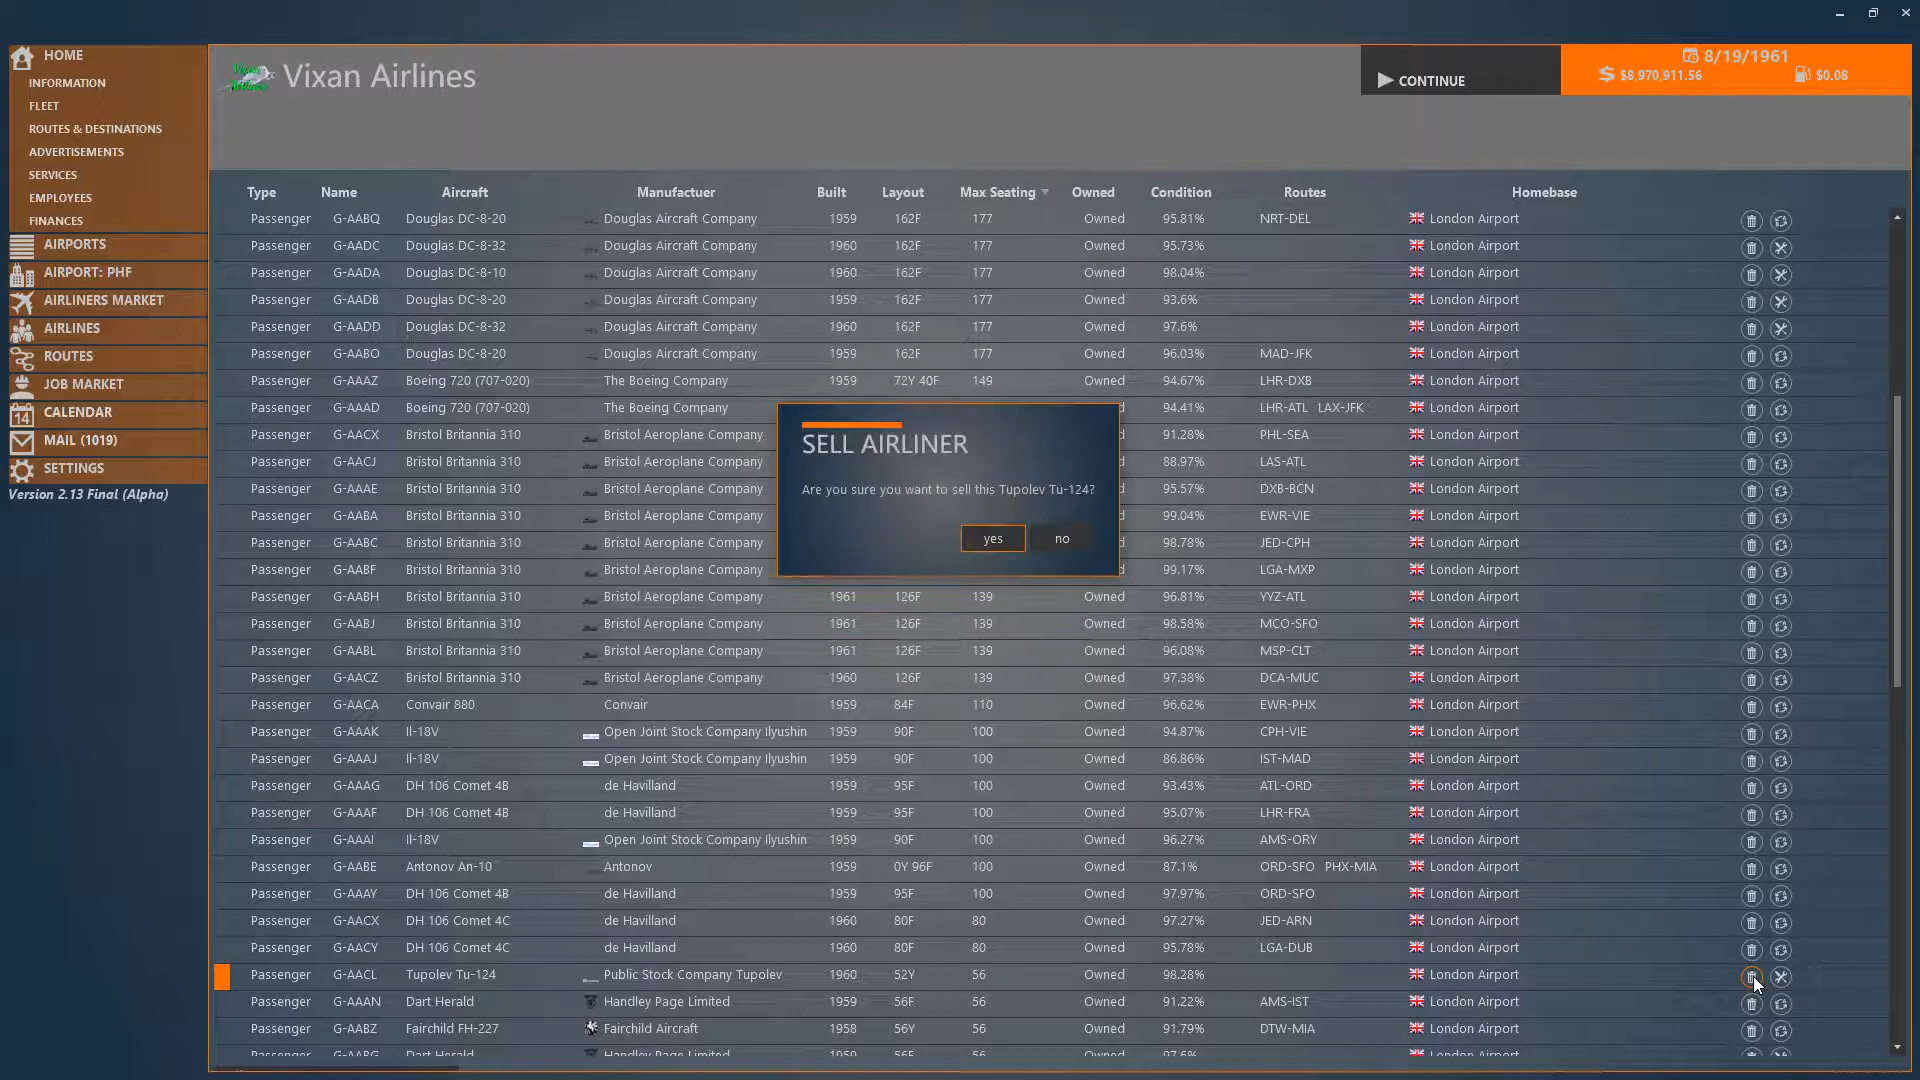 HOME
INFORMATION
FLEET
ROUTES & DESTINATIONS
ADVERTISEMENTS
SERVICES
EMPLOYEES
FINANCES
AIRPORTS
AIRPORT: PHF
AIRLINERS MARKET
AIRLINES
ROUTES
JOB MARKET
14 CALENDAR
MAIL (1019)
SETTINGS
Version 2.13 Final (Alpha)
Vixan Airlines
CONTINUE
8/19/1961
$8,970,911.56 $0.08
Type Name Aircraft Manufactuer Built Layout Max Seating Owned Condition Routes Homebase
Passenger G-AABQ Douglas DC-8-20 Douglas Aircraft Company 1959 162F 177 Owned 95.81% NRT-DEL London Airport
Passenger G-AADC Douglas DC-8-32 Douglas Aircraft Company 1960 162F 177 Owned 95.73% London Airport
Passenger G-AADA Douglas DC-8-10 Douglas Aircraft Company 1960 162F 177 Owned 98.04% London Airport
Passenger G-AADB Douglas DC-8-20 Douglas Aircraft Company 1959 162F 177 Owned 93.6% London Airport
Passenger G-AADD Douglas DC-8-32 Douglas Aircraft Company 1960 162F 177 Owned 97.6% London Airport
Passenger G-AABO Douglas DC-8-20 Douglas Aircraft Company 1959 162F 177 Owned 96.03% MAD-JFK London Airport
Passenger G-AAAZ Boeing 720 (707-020) The Boeing Company 1959 72Y 40F 149 Owned 94.67% LHR-DXB London Airport
Passenger G-AAAD Boeing 720 (707-020) The Boeing Company 94.41% LHR-ATL LAX-JFK London Airport
Passenger G-AACX Bristol Britannia 310 Bristol Aeroplane Company 91.28% PHL-SEA London Airport
Passenger G-AACJ Bristol Britannia 310 Bristol Aeroplane Company 88.97% LAS-ATL London Airport
Passenger G-AAAE Bristol Britannia 310 Bristol Aeroplane Company 95.57% DXB-BCN London Airport
Passenger G-AABA Bristol Britannia 310 Bristol Aeroplane Company 99.04% EWR-VIE London Airport
Passenger G-AABC Bristol Britannia 310 Bristol Aeroplane Company 98.78% JED-CPH London Airport
Passenger G-AABF Bristol Britannia 310 Bristol Aeroplane Company 99.17% LGA-MXP London Airport
Passenger G-AABH Bristol Britannia 310 Bristol Aeroplane Company 1961 126F 139 Owned 96.81% YYZ-ATL London Airport
Passenger G-AABJ Bristol Britannia 310 Bristol Aeroplane Company 1961 126F 139 Owned 98.58% MCO-SFO London Airport
Passenger G-AABL Bristol Britannia 310 Bristol Aeroplane Company 1961 126F 139 Owned 96.08% MSP-CLT London Airport
Passenger G-AACZ Bristol Britannia 310 Bristol Aeroplane Company 1960 126F 139 Owned 97.38% DCA-MUC London Airport
Passenger G-AACA Convair 880 Convair 1959 84F 110 Owned 96.62% EWR-PHX London Airport
Passenger G-AAAK Il-18V Open Joint Stock Company Ilyushin 1959 90F 100 Owned 94.87% CPH-VIE London Airport
Passenger G-AAAJ Il-18V Open Joint Stock Company Ilyushin 1959 90F 100 Owned 86.86% IST-MAD London Airport
Passenger G-AAAG DH 106 Comet 4B de Havilland 1959 95F 100 Owned 93.43% ATL-ORD London Airport
Passenger G-AAAF DH 106 Comet 4B de Havilland 1959 95F 100 Owned 95.07% LHR-FRA London Airport
Passenger G-AAAI Il-18V Open Joint Stock Company Ilyushin 1959 90F 100 Owned 96.27% AMS-ORY London Airport
Passenger G-AABE Antonov An-10 Antonov 1959 0Y 96F 100 Owned 87.1% ORD-SFO PHX-MIA London Airport
Passenger G-AAAY DH 106 Comet 4B de Havilland 1959 95F 100 Owned 97.97% ORD-SFO London Airport
Passenger G-AACX DH 106 Comet 4C de Havilland 1960 80F 80 Owned 97.27% JED-ARN London Airport
Passenger G-AACY DH 106 Comet 4C de Havilland 1960 80F 80 Owned 95.78% LGA-DUB London Airport
Passenger G-AACL Tupolev Tu-124 Public Stock Company Tupolev 1960 52Y 56 Owned 98.28% London Airport
Passenger G-AAAN Dart Herald Handley Page Limited 1959 56F 56 Owned 91.22% AMS-IST London Airport
Passenger G-AABZ Fairchild FH-227 Fairchild Aircraft 1958 56Y 56 Owned 91.79% DTW-MIA London Airport
Passenger G-AABG Dart Herald Handley Page Limited 1959 56F 56 Owned 97.6% London Airport
SELL AIRLINER
Are you sure you want to sell this Tupolev Tu-124?
yes no